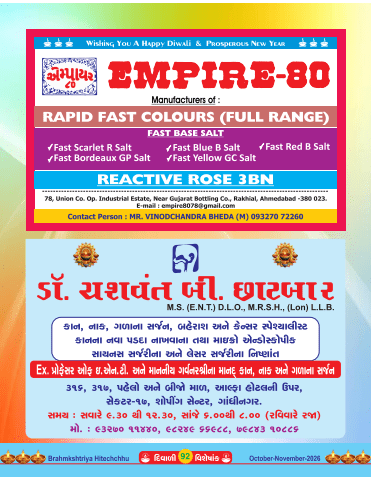 WISHING YOU A HAPPY DIWALI & PROSPEROUS NEW YEAR
એમ્પાયર
૮૦
EMPIRE-80
Manufacturers of :
RAPID FAST COLOURS (FULL RANGE)
FAST BASE SALT
✓Fast Scarlet R Salt ✓Fast Blue B Salt ✓Fast Red B Salt
✓Fast Bordeaux GP Salt ✓Fast Yellow GC Salt
REACTIVE ROSE 3BN
78, Union Co. Op. Industrial Estate, Near Gujarat Bottling Co., Rakhial, Ahmedabad -380 023.
E-mail : empire8078@gmail.com
Contact Person : MR. VINODCHANDRA BHEDA (M) 093270 72260
ડૉ. યશવંત બી. છાટબાર
M.S. (E.N.T.) D.L.O., M.R.S.H., (Lon) L.L.B.
કાન, નાક, ગળાના સર્જન, બહેરાશ અને કેન્સર સ્પેશ્યાલીસ્ટ
કાનના નવા પડદા નાખવાના તથા માઇક્રો એન્ડોસ્કોપીક
સાયનસ સર્જરીના અને લેસર સર્જરીના નિષ્ણાંત
Ex. પ્રોફેસર ઓફ ઇ.એન.ટી. અને માનનીય ગર્વનરશ્રીના માનદ્ કાન, નાક અને ગળાના સર્જન
૩૧૬, ૩૧૭, પહેલો અને બીજો માળ, આલ્ફા હોટલની ઉપર,
સેક્ટર-૧૭, શોપીંગ સેન્ટર, ગાંધીનગર.
સમય : સવારે ૯.૩૦ થી ૧૨.૩૦, સાંજે ૬.૦૦થી ૮.૦૦ (રવિવારે રજા)
મો. : ૯૩૨૭૦ ૧૧૪૪૦, ૯૮૨૪૯ ૬૬૯૮૮, ૭૯૮૪૩ ૧૦૮૮૬
Brahmkshtriya Hitechchhu દિવાળી 92 વિશેષાંક October-November-2026